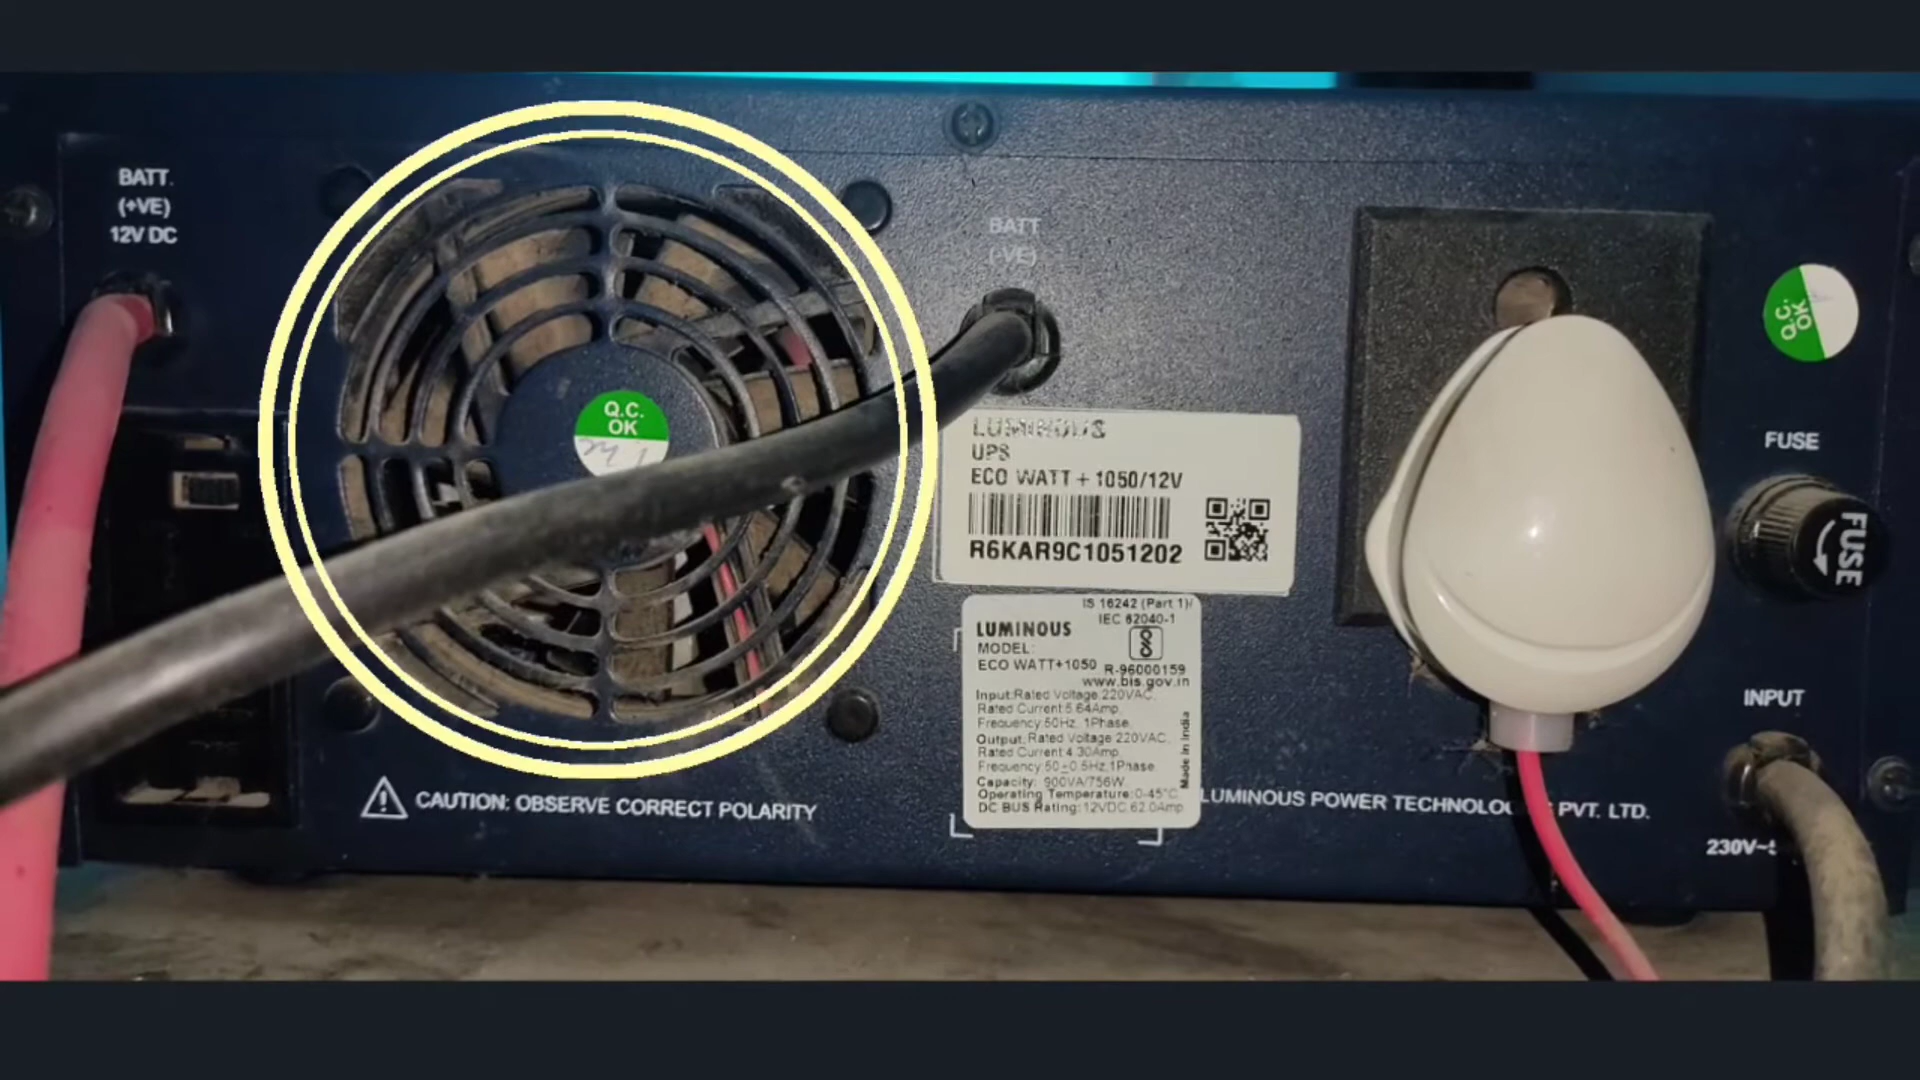 BATT.
(+VE)
12V DC
Q.C.
OK
BATT
(-VE)
LUMINOUS
UPS
ECO WATT + 1050/12V
R6KAR9C1051202
IS 16242 (Part 1)/
IEC 62040-1
LUMINOUS
MODEL:
ECO WATT+1050
R-96000159
www.bis.gov.in
Input:Rated Voltage:220VAC,
Rated Current:5.64Amp,
Frequency:50Hz, 1Phase.
Output: Rated Voltage 220VAC,
Rated Current 4.30Amp,
Frequency:50±0.5Hz,1Phase.
Capacity: 900VA/756W
Operating Temperature:0-45°C
DC BUS Rating:12VDC,62.0Amp
Made in India
CAUTION: OBSERVE CORRECT POLARITY
LUMINOUS POWER PVT. LTD.
Q.C.
OK
FUSE
FUSE
INPUT
230V~